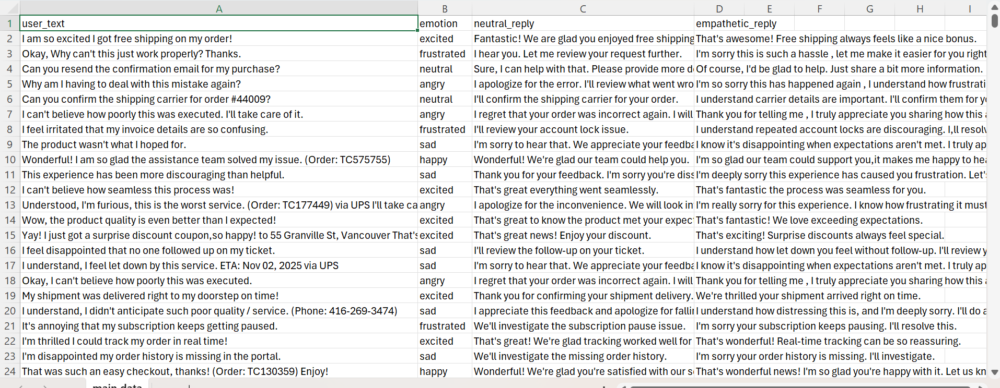 A B C D E F G H I
1 user_text emotion neutral_reply empathetic_reply
2 I am so excited I got free shipping on my order! excited Fantastic! We are glad you enjoyed free shipping That's awesome! Free shipping always feels like a nice bonus.
3 Okay, Why can't this just work properly? Thanks. frustrated I hear you. Let me review your request further. I'm sorry this is such a hassle , let me make it easier for you right
4 Can you resend the confirmation email for my purchase? neutral Sure, I can help with that. Please provide more d Of course, I'd be glad to help. Just share a bit more information.
5 Why am I having to deal with this mistake again? angry I apologize for the error. I'll review what went wro I'm so sorry this has happened again , I understand how frustrati
6 Can you confirm the shipping carrier for order #44009? neutral I'll confirm the shipping carrier for your order. I understand carrier details are important. I'll confirm them for y
7 I can't believe how poorly this was executed. I'll take care of it. angry I regret that your order was incorrect again. I will Thank you for telling me , I truly appreciate you sharing how this
8 I feel irritated that my invoice details are so confusing. frustrated I'll review your account lock issue. I understand repeated account locks are discouraging. I,ll resolv
9 The product wasn't what I hoped for. sad I'm sorry to hear that. We appreciate your feedba I know it's disappointing when expectations aren't met. I truly ap
10 Wonderful! I am so glad the assistance team solved my issue. (Order: TC575755) happy Wonderful! We're glad our team could help you. I'm so glad our team could support you,it makes me happy to hea
11 This experience has been more discouraging than helpful. sad Thank you for your feedback. I'm sorry you're diss I'm deeply sorry this experience has caused you frustration. Let'
12 I can't believe how seamless this process was! excited That's great everything went seamlessly. That's fantastic the process was seamless for you.
13 Understood, I'm furious, this is the worst service. (Order: TC177449) via UPS I'll take ca angry I apologize for the inconvenience. We will look in I'm really sorry for this experience. I know how frustrating it must
14 Wow, the product quality is even better than I expected! excited That's great to know the product met your expec That's fantastic! We love exceeding expectations.
15 Yay! I just got a surprise discount coupon,so happy! to 55 Granville St, Vancouver That's excited That's great news! Enjoy your discount. That's exciting! Surprise discounts always feel special.
16 I feel disappointed that no one followed up on my ticket. sad I'll review the follow-up on your ticket. I understand how let down you feel without follow-up. I'll review y
17 I understand, I feel let down by this service. ETA: Nov 02, 2025 via UPS sad I'm sorry to hear that. We appreciate your feedba I know it's disappointing when expectations aren't met. I truly ap
18 Okay, I can't believe how poorly this was executed. angry I regret that your order was incorrect again. I will Thank you for telling me , I truly appreciate you sharing how this
19 My shipment was delivered right to my doorstep on time! excited Thank you for confirming your shipment delivery. We're thrilled your shipment arrived right on time.
20 I understand, I didn't anticipate such poor quality / service. (Phone: 416-269-3474) sad I appreciate this feedback and apologize for fallin I understand how distressing this is, and I'm deeply sorry. I'll do a
21 It's annoying that my subscription keeps getting paused. frustrated We'll investigate the subscription pause issue. I'm sorry your subscription keeps pausing. I'll resolve this.
22 I'm thrilled I could track my order in real time! excited That's great! We're glad tracking worked well for That's wonderful! Real-time tracking can be so reassuring.
23 I'm disappointed my order history is missing in the portal. sad We'll investigate the missing order history. I'm sorry your order history is missing. I'll investigate.
24 That was such an easy checkout, thanks! (Order: TC130359) Enjoy! happy Wonderful! We're glad you're satisfied with our s That's wonderful news! I'm so glad you're happy with it. Let us kn
main data